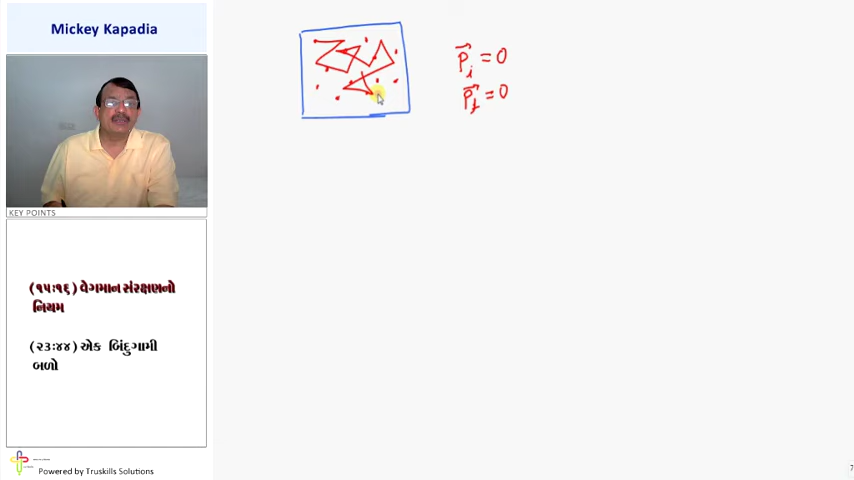 Mickey Kapadia
KEY POINTS
(૧૫:૧૬) વેગમાન સંરક્ષણનો
નિયમ
(૨૩:૪૪) એક બિંદુગામી
બળો
Powered by Truskills Solutions
p⃗ᵢ = 0
p⃗f = 0
7